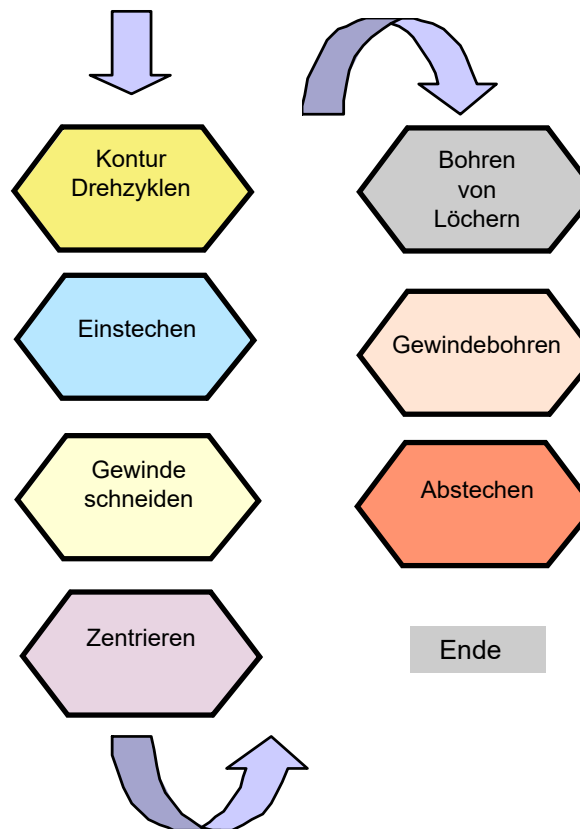 Kontur
Drehzyklen
Einstechen
Gewinde
schneiden
Zentrieren
Bohren
von
Löchern
Gewindebohren
Abstechen
Ende